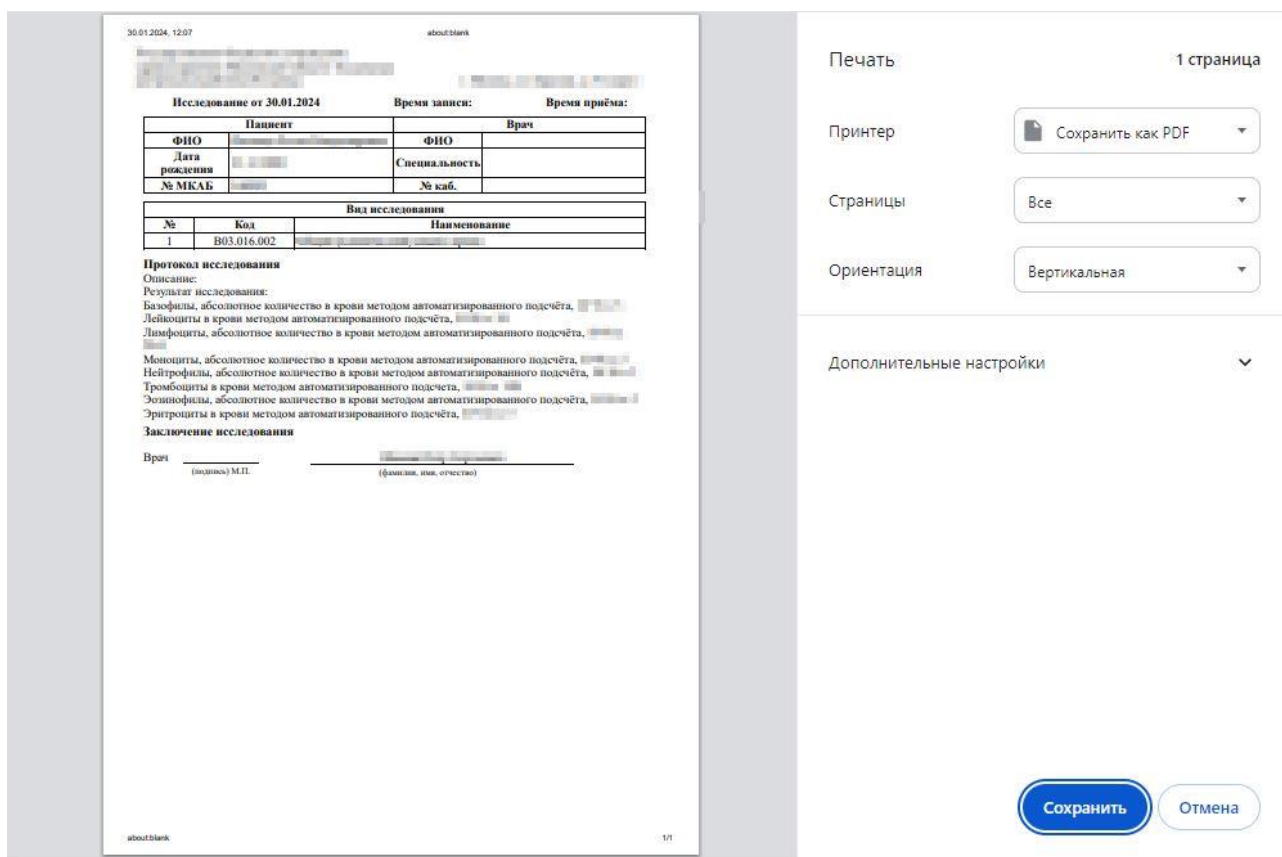 30.01.2024, 12:07 about:blank
Исследование от 30.01.2024 Время записи: Время приёма:
Пациент Врач
ФИО ФИО
Дата рождения Специальность
№ МКАБ № каб.
Вид исследования
№ Код Наименование
1 B03.016.002
Протокол исследования
Описание:
Результат исследования:
Базофилы, абсолютное количество в крови методом автоматизированного подсчёта,
Лейкоциты в крови методом автоматизированного подсчёта,
Лимфоциты, абсолютное количество в крови методом автоматизированного подсчёта,
Моноциты, абсолютное количество в крови методом автоматизированного подсчёта,
Нейтрофилы, абсолютное количество в крови методом автоматизированного подсчёта,
Тромбоциты в крови методом автоматизированного подсчета,
Эозинофилы, абсолютное количество в крови методом автоматизированного подсчёта,
Эритроциты в крови методом автоматизированного подсчёта,
Заключение исследования
Врач
(подпись) М.П. (фамилия, имя, отчество)
about:blank 1/1
Печать 1 страница
Принтер Сохранить как PDF
Страницы Все
Ориентация Вертикальная
Дополнительные настройки
Сохранить Отмена